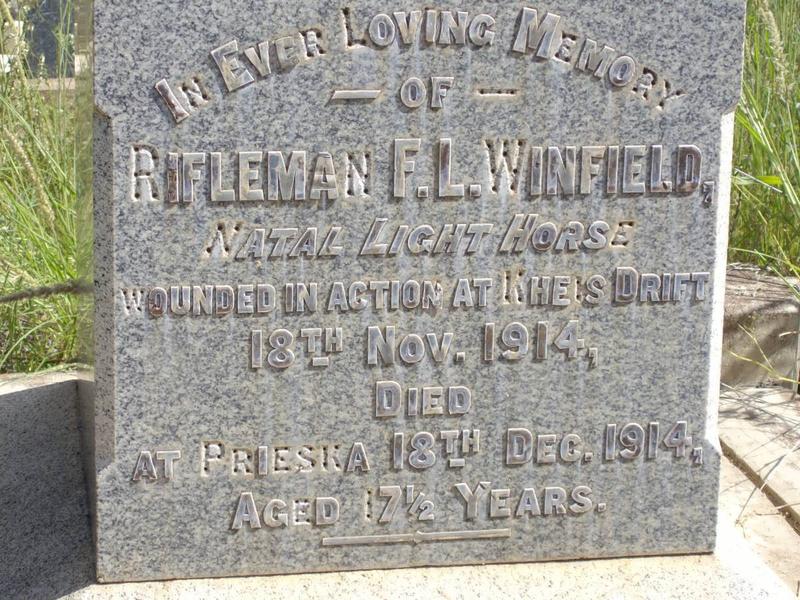 In Ever Loving Memory
— of —
Rifleman F. L. Winfield,
Natal Light Horse
wounded in action at Kheis Drift
18th Nov. 1914,
Died
at Prieska 18th Dec. 1914,
Aged 17½ Years.